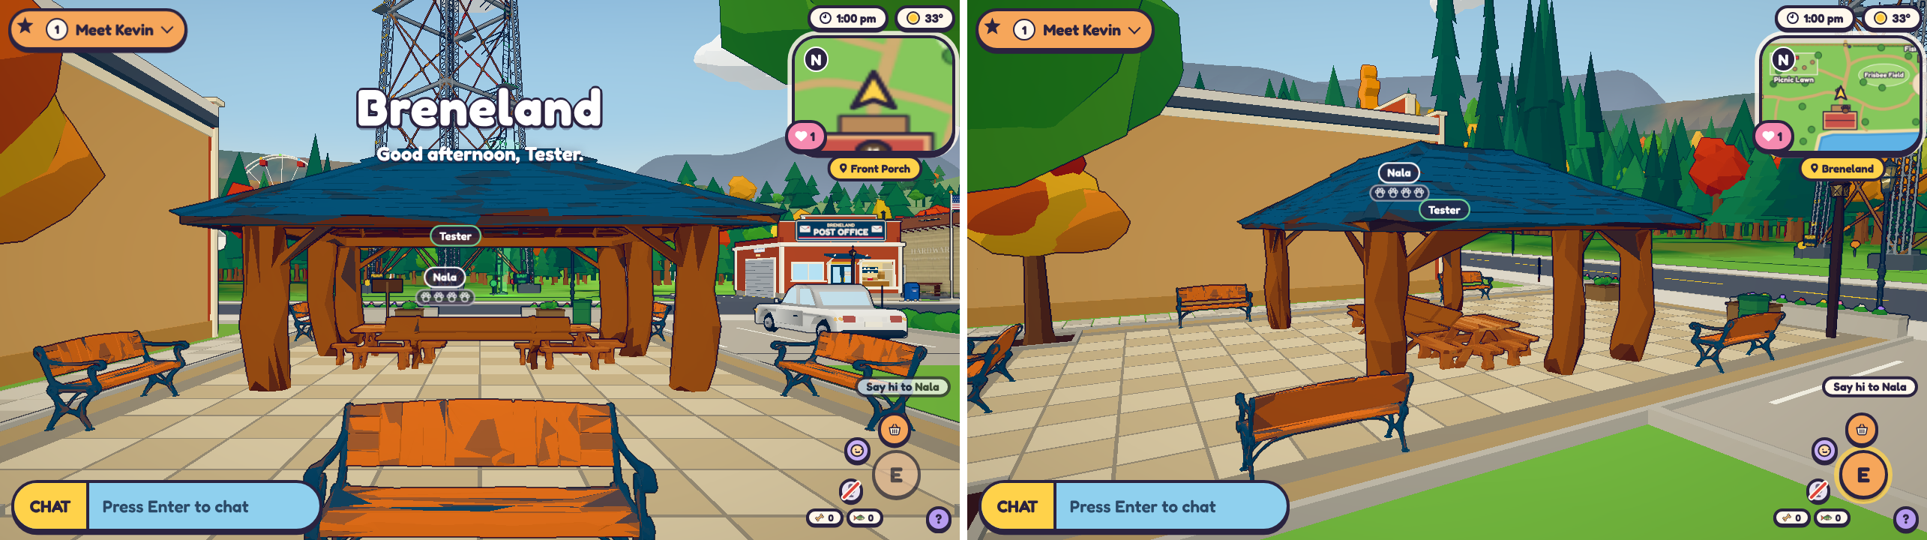 1 Meet Kevin
1:00 pm
33°
N
Breneland
Good afternoon, Tester.
1
Front Porch
BRENELAND
POST OFFICE
HARDWARE
Tester
Nala
Say hi to Nala
E
CHAT
Press Enter to chat
0
0
?
1 Meet Kevin
1:00 pm
33°
N
Picnic Lawn
Frisbee Field
1
Breneland
Nala
Tester
Say hi to Nala
E
CHAT
Press Enter to chat
0
0
?